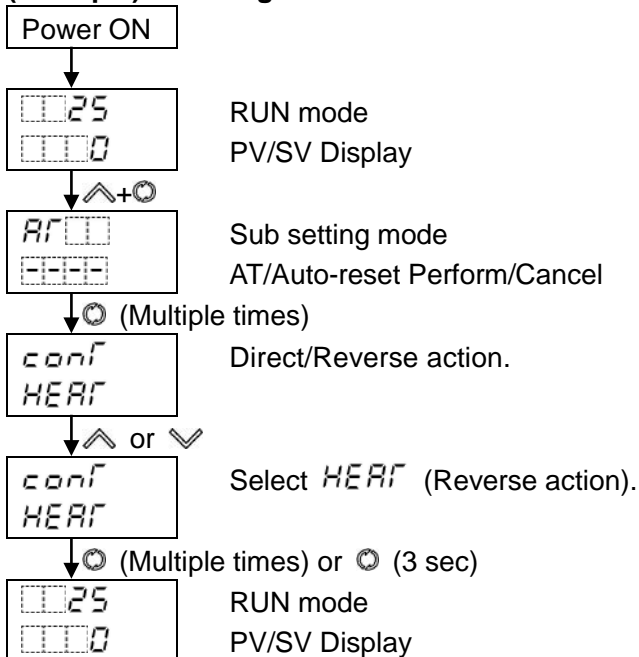 Power ON
25 RUN mode
0 PV/SV Display
+
AT Sub setting mode
---- AT/Auto-reset Perform/Cancel
(Multiple times)
conT Direct/Reverse action.
HEAT
or
conT Select HEAT (Reverse action).
HEAT
(Multiple times) or (3 sec)
25 RUN mode
0 PV/SV Display